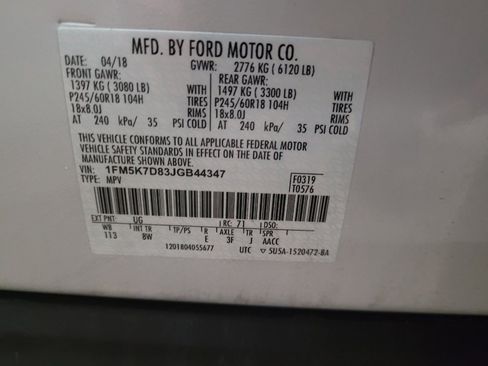 MFD. BY FORD MOTOR CO.
DATE: 04/18 GVWR: 2776 KG ( 6120 LB)
FRONT GAWR: REAR GAWR:
1397 KG ( 3080 LB) WITH 1497 KG ( 3300 LB) WITH
P245/60R18 104H TIRES P245/60R18 104H TIRES
18x8.0J RIMS 18x8.0J RIMS
AT 240 kPa/ 35 PSI COLD AT 240 kPa/ 35 PSI COLD
THIS VEHICLE CONFORMS TO ALL APPLICABLE FEDERAL MOTOR
VEHICLE SAFETY STANDARDS IN EFFECT ON THE DATE OF
MANUFACTURE SHOWN ABOVE.
VIN: 1FM5K7D83JGB44347
TYPE: MPV
F0319
T0576
EXT PNT: UG RC: 71 DSO:
WB INT TR TP/PS R AXLE TR SPR
113 8W E 3F J AACC
1201804055677 UTC 5U5A-1520472-BA